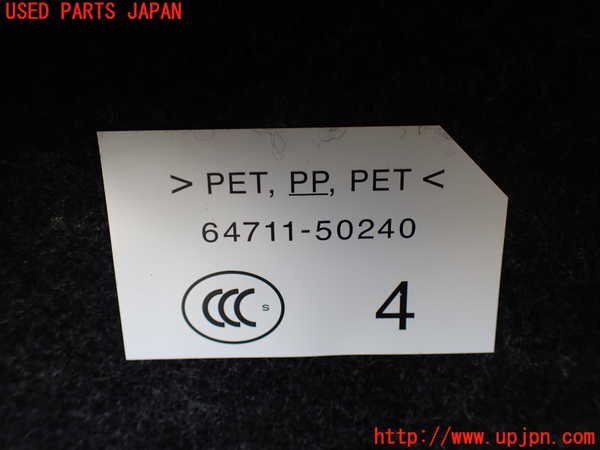 USED PARTS JAPAN
> PET, PP, PET <
64711-50240
CCC S 4
http://www.upjpn.com/